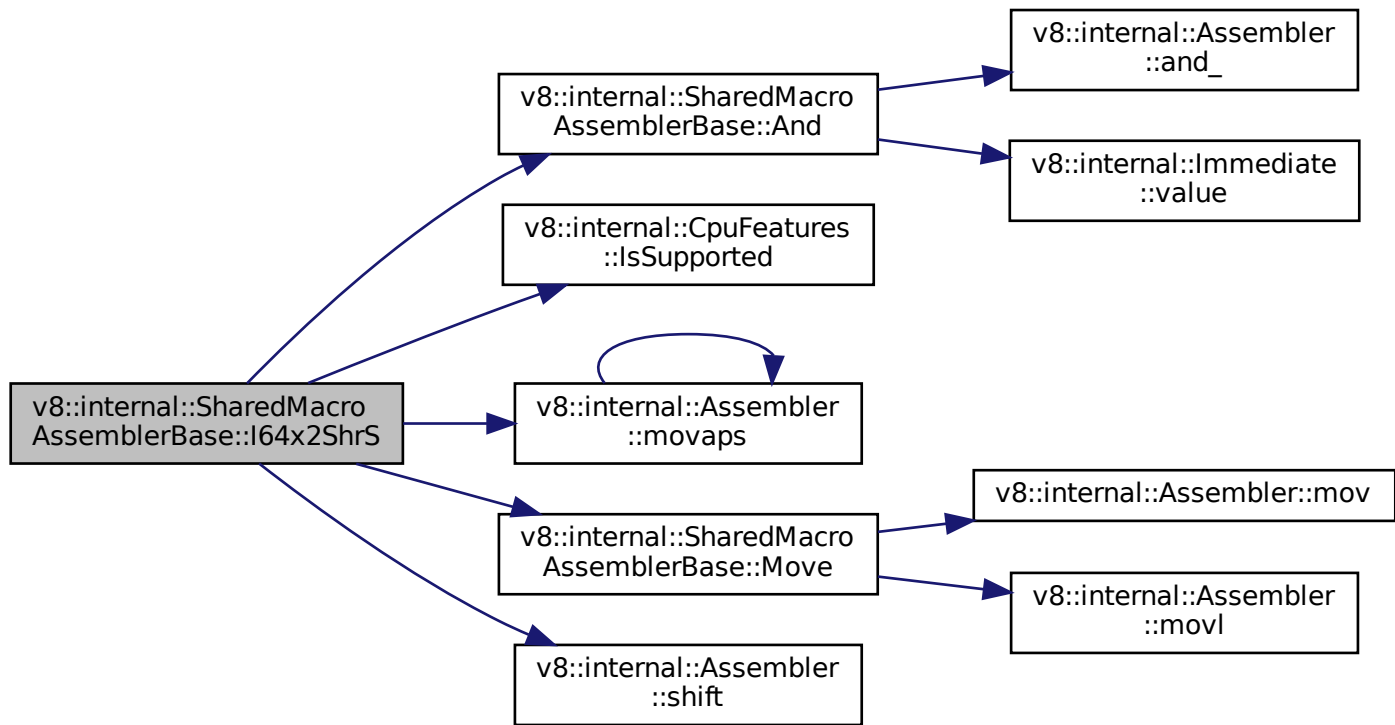 v8::internal::Assembler
::and_
v8::internal::SharedMacro
AssemblerBase::And
v8::internal::Immediate
::value
v8::internal::CpuFeatures
::IsSupported
v8::internal::SharedMacro
AssemblerBase::I64x2ShrS
v8::internal::Assembler
::movaps
v8::internal::Assembler::mov
v8::internal::SharedMacro
AssemblerBase::Move
v8::internal::Assembler
::movl
v8::internal::Assembler
::shift